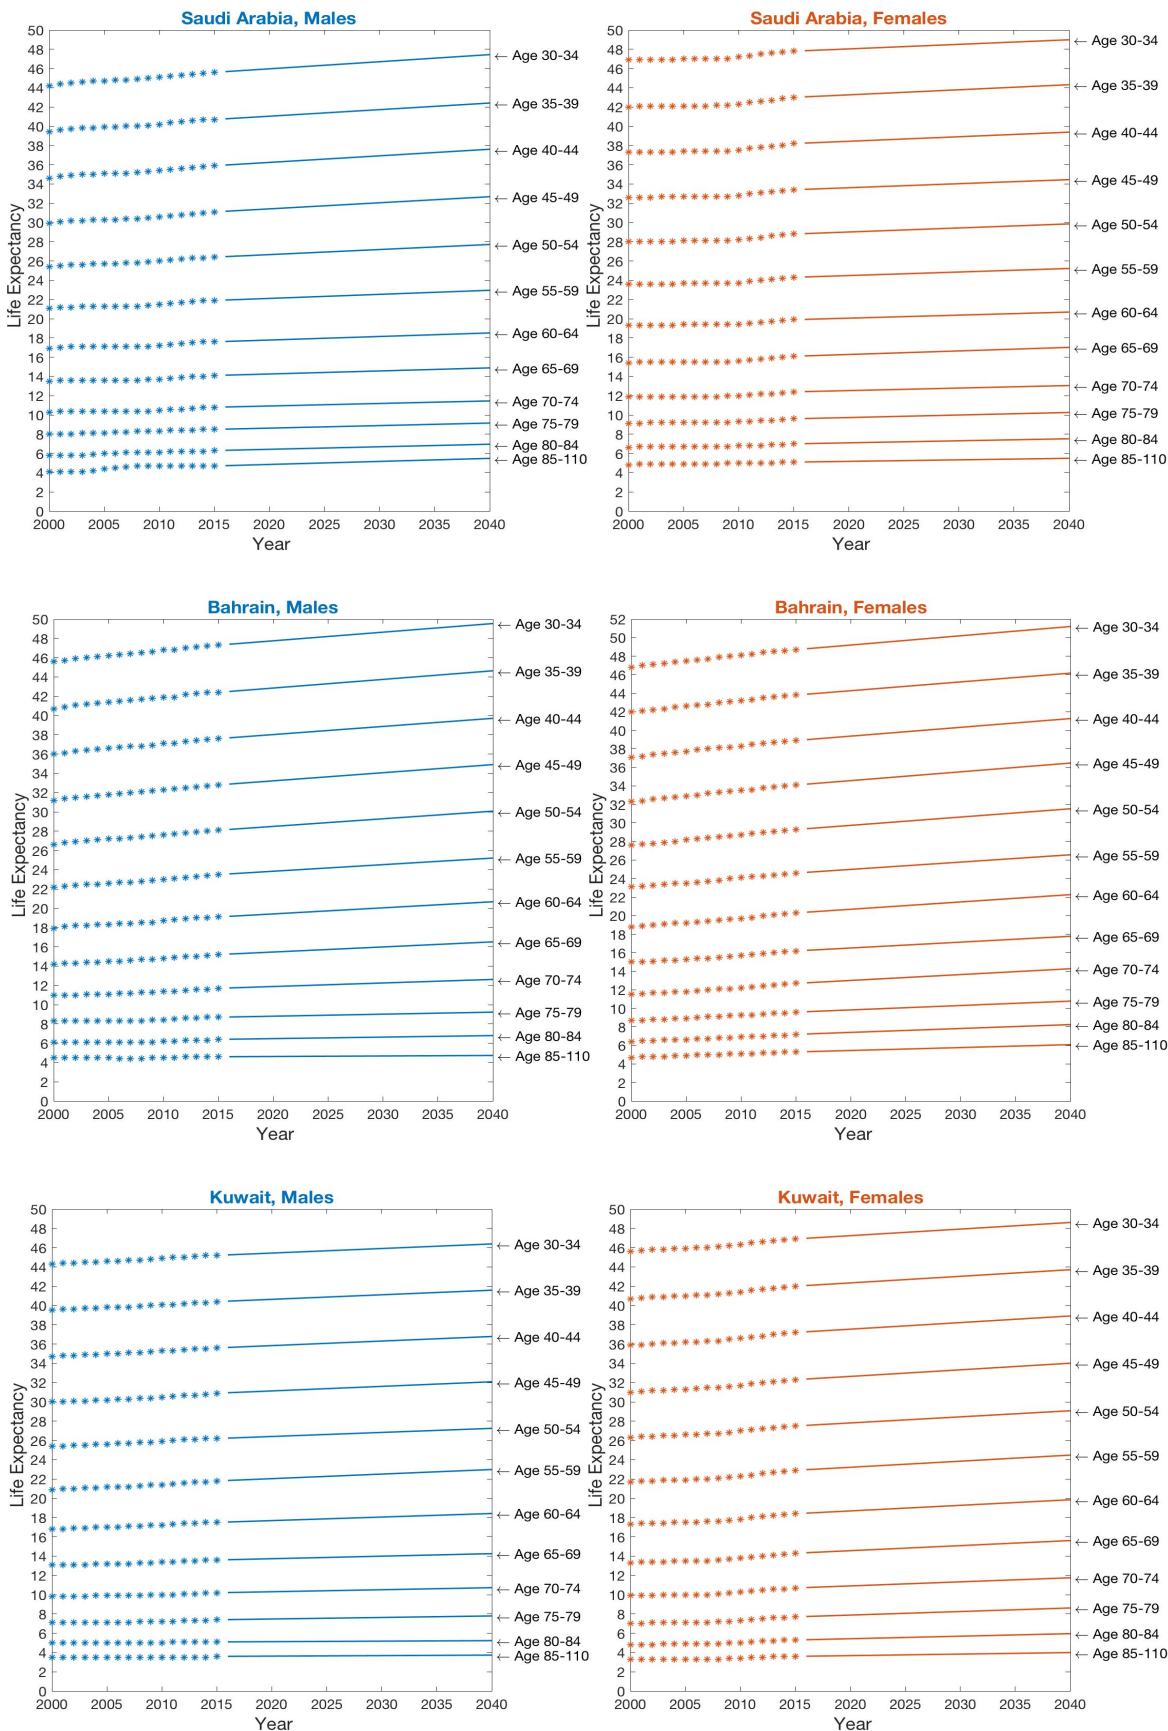 Saudi Arabia, Males
50
48
46
44
42
40
38
36
34
32
30
28
26
24
22
20
18
16
14
12
10
8
6
4
2
0
Life Expectancy
← Age 30-34
← Age 35-39
← Age 40-44
← Age 45-49
← Age 50-54
← Age 55-59
← Age 60-64
← Age 65-69
← Age 70-74
← Age 75-79
← Age 80-84
← Age 85-110
2000 2005 2010 2015 2020 2025 2030 2035 2040
Year
Saudi Arabia, Females
50
48
46
44
42
40
38
36
34
32
30
28
26
24
22
20
18
16
14
12
10
8
6
4
2
0
Life Expectancy
← Age 30-34
← Age 35-39
← Age 40-44
← Age 45-49
← Age 50-54
← Age 55-59
← Age 60-64
← Age 65-69
← Age 70-74
← Age 75-79
← Age 80-84
← Age 85-110
2000 2005 2010 2015 2020 2025 2030 2035 2040
Year
Bahrain, Males
50
48
46
44
42
40
38
36
34
32
30
28
26
24
22
20
18
16
14
12
10
8
6
4
2
0
Life Expectancy
← Age 30-34
← Age 35-39
← Age 40-44
← Age 45-49
← Age 50-54
← Age 55-59
← Age 60-64
← Age 65-69
← Age 70-74
← Age 75-79
← Age 80-84
← Age 85-110
2000 2005 2010 2015 2020 2025 2030 2035 2040
Year
Bahrain, Females
52
50
48
46
44
42
40
38
36
34
32
30
28
26
24
22
20
18
16
14
12
10
8
6
4
2
0
Life Expectancy
← Age 30-34
← Age 35-39
← Age 40-44
← Age 45-49
← Age 50-54
← Age 55-59
← Age 60-64
← Age 65-69
← Age 70-74
← Age 75-79
← Age 80-84
← Age 85-110
2000 2005 2010 2015 2020 2025 2030 2035 2040
Year
Kuwait, Males
50
48
46
44
42
40
38
36
34
32
30
28
26
24
22
20
18
16
14
12
10
8
6
4
2
0
Life Expectancy
← Age 30-34
← Age 35-39
← Age 40-44
← Age 45-49
← Age 50-54
← Age 55-59
← Age 60-64
← Age 65-69
← Age 70-74
← Age 75-79
← Age 80-84
← Age 85-110
2000 2005 2010 2015 2020 2025 2030 2035 2040
Year
Kuwait, Females
50
48
46
44
42
40
38
36
34
32
30
28
26
24
22
20
18
16
14
12
10
8
6
4
2
0
Life Expectancy
← Age 30-34
← Age 35-39
← Age 40-44
← Age 45-49
← Age 50-54
← Age 55-59
← Age 60-64
← Age 65-69
← Age 70-74
← Age 75-79
← Age 80-84
← Age 85-110
2000 2005 2010 2015 2020 2025 2030 2035 2040
Year